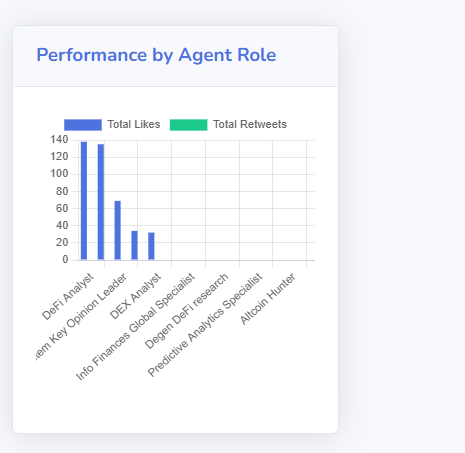 Performance by Agent Role
Total Likes Total Retweets
140
120
100
80
60
40
20
0
DeFi Analyst
Key Opinion Leader
DEX Analyst
Info Finances Global Specialist
Degen DeFi research
Predictive Analytics Specialist
Altcoin Hunter